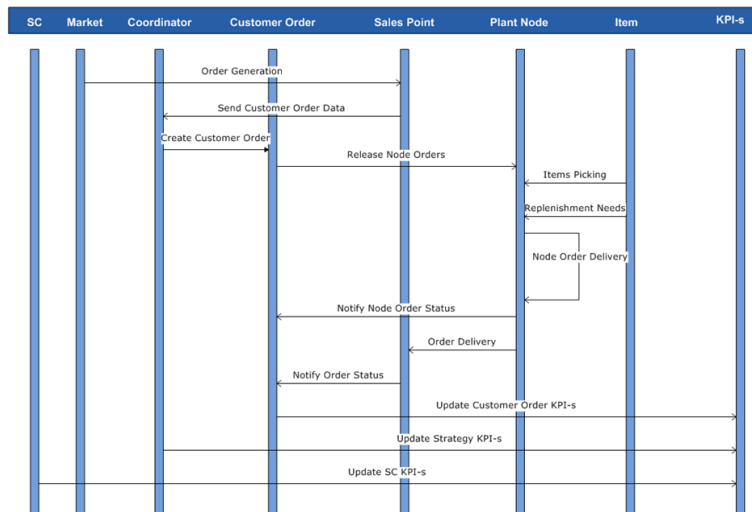 SC Market Coordinator Customer Order Sales Point Plant Node Item KPI-s
Order Generation
Send Customer Order Data
Create Customer Order
Release Node Orders
Items Picking
Replenishment Needs
Node Order Delivery
Notify Node Order Status
Order Delivery
Notify Order Status
Update Customer Order KPI-s
Update Strategy KPI-s
Update SC KPI-s